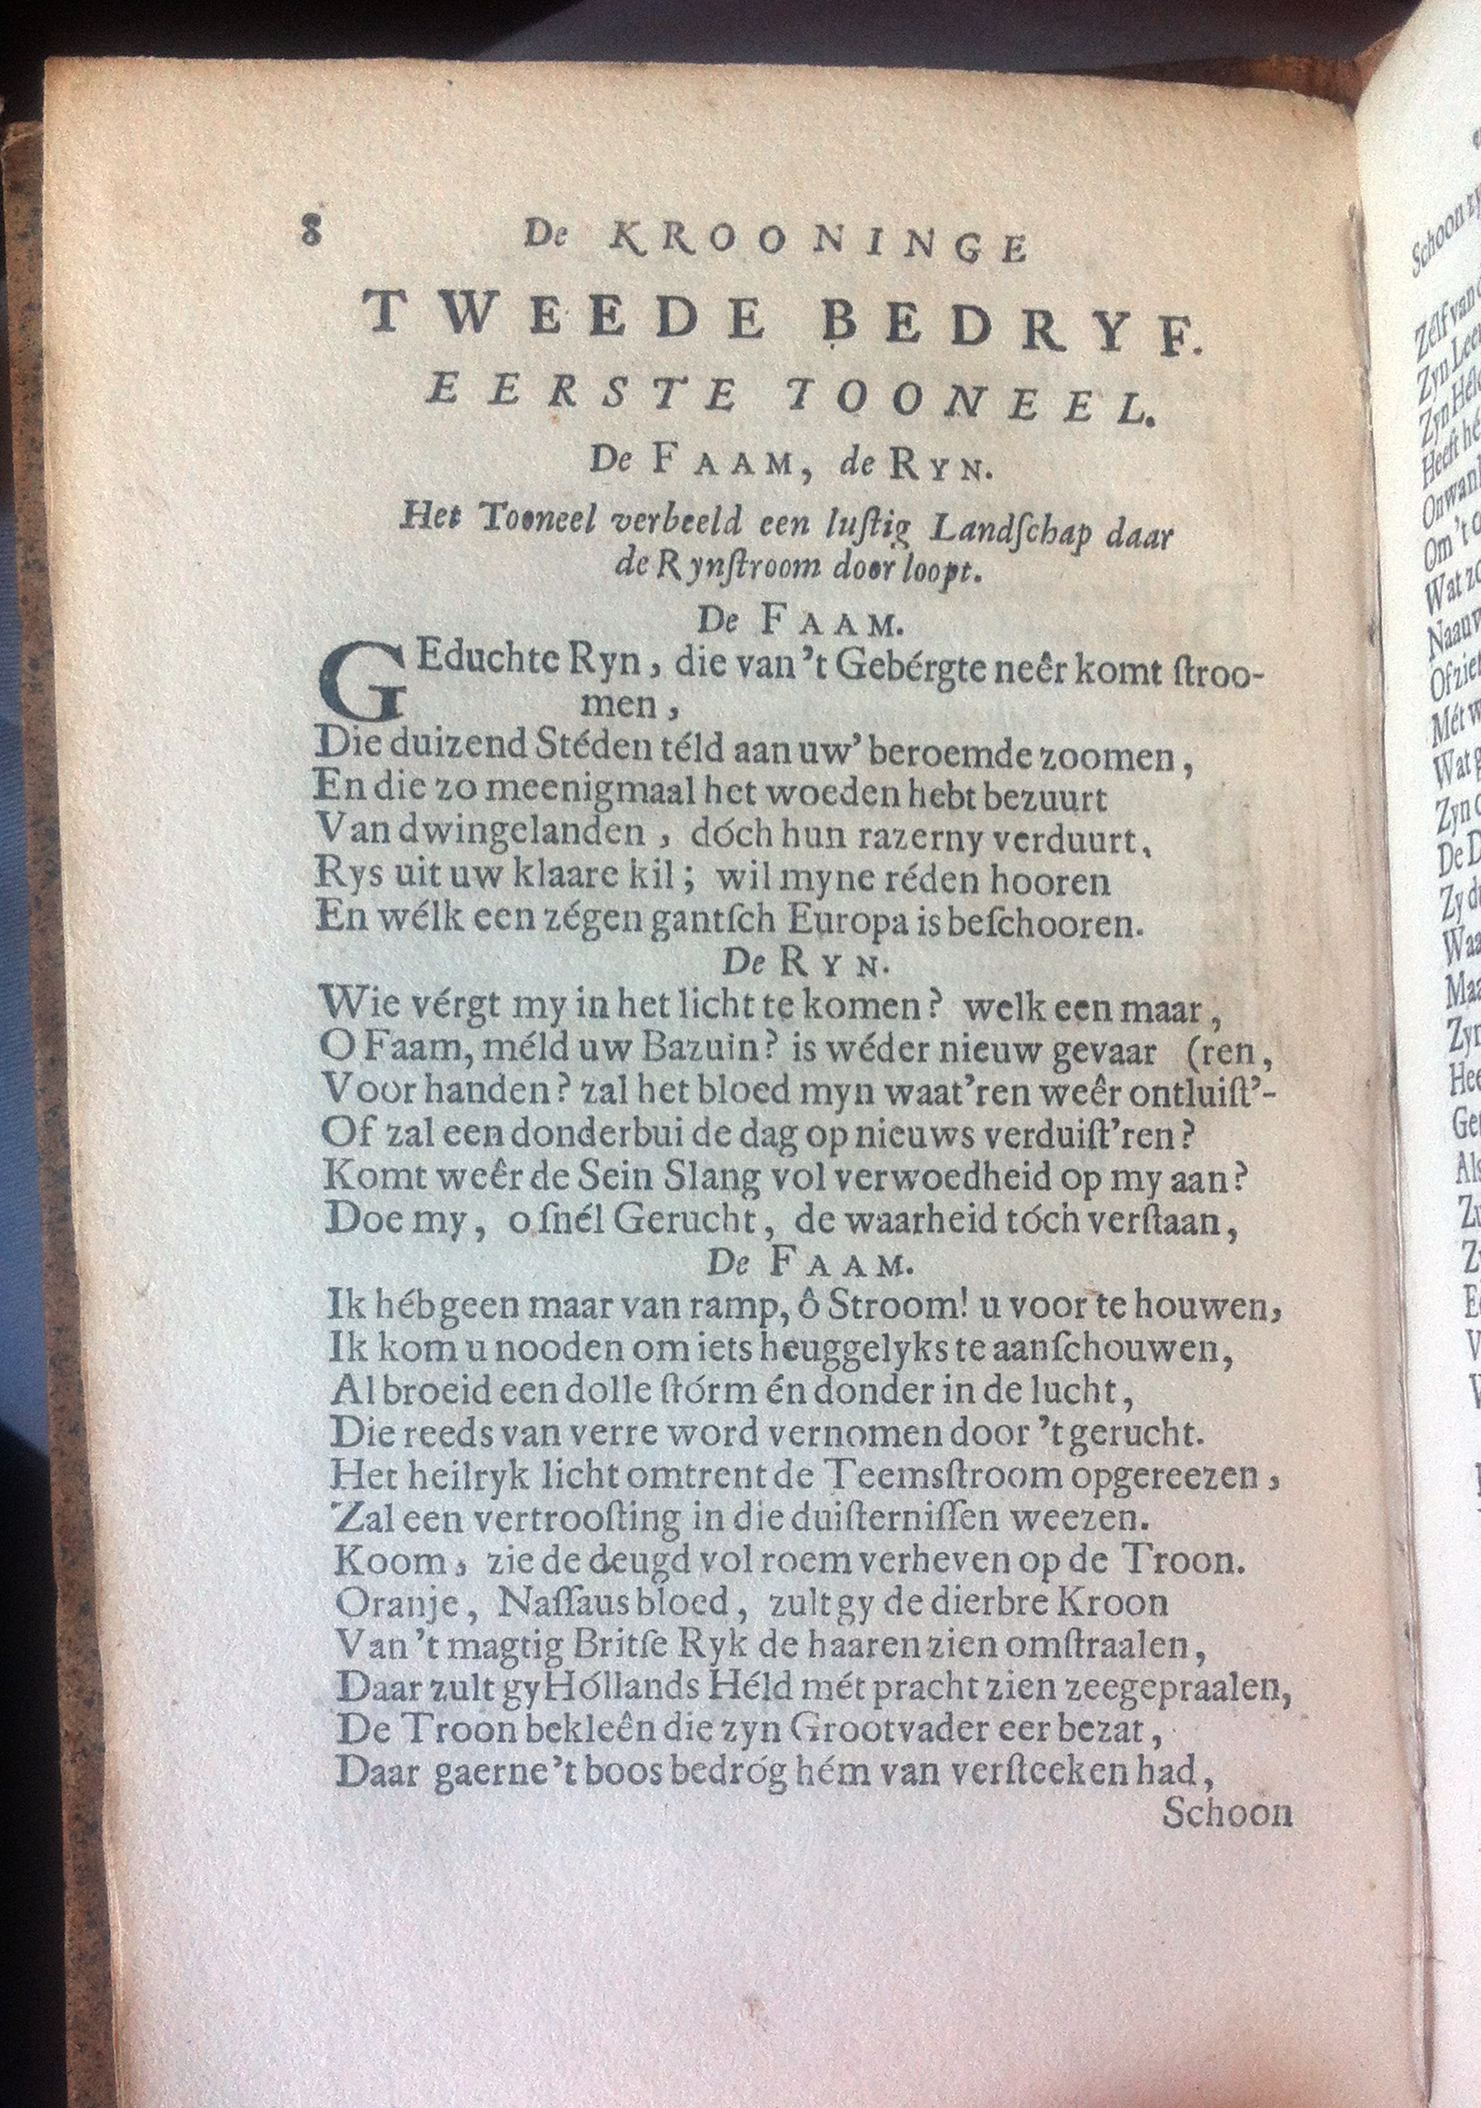 8 De KROONINGE
TWEEDE BEDRYF.
EERSTE TOONEEL.
De FAAM, de RYN.
Het Tooneel verbeeld een luſtig Landſchap daar
de Rynſtroom door loopt.
De FAAM.
GEduchte Ryn, die van 't Gebérgte neêr komt ſtroo-
men,
Die duizend Stéden téld aan uw' beroemde zoomen,
En die zo meenigmaal het woeden hebt bezuurt
Van dwingelanden, dóch hun razerny verduurt,
Rys uit uw klaare kil; wil myne réden hooren
En wélk een zégen gantſch Europa is beſchooren.
De RYN.
Wie vérgt my in het licht te komen? welk een maar,
O Faam, méld uw Bazuin? is wéder nieuw gevaar (ren,
Voor handen? zal het bloed myn waat'ren weêr ontluiſt'-
Of zal een donderbui de dag op nieuws verduiſt'ren?
Komt weêr de Sein Slang vol verwoedheid op my aan?
Doe my, o ſnél Gerucht, de waarheid tóch verſtaan,
De FAAM.
Ik héb geen maar van ramp, ô Stroom! u voor te houwen,
Ik kom u nooden om iets heuggelyks te aanſchouwen,
Al broeid een dolle ſtórm én donder in de lucht,
Die reeds van verre word vernomen door 't gerucht.
Het heilryk licht omtrent de Teemsſtroom opgereezen,
Zal een vertrooſting in die duiſterniſſen weezen.
Koom, zie de deugd vol roem verheven op de Troon.
Oranje, Naſſaus bloed, zult gy de dierbre Kroon
Van 't magtig Britſe Ryk de haaren zien omſtraalen,
Daar zult gy Hóllands Héld mét pracht zien zeegepraalen,
De Troon bekleên die zyn Grootvader eer bezat,
Daar gaerne 't boos bedróg hém van verſteeken had,
Schoon